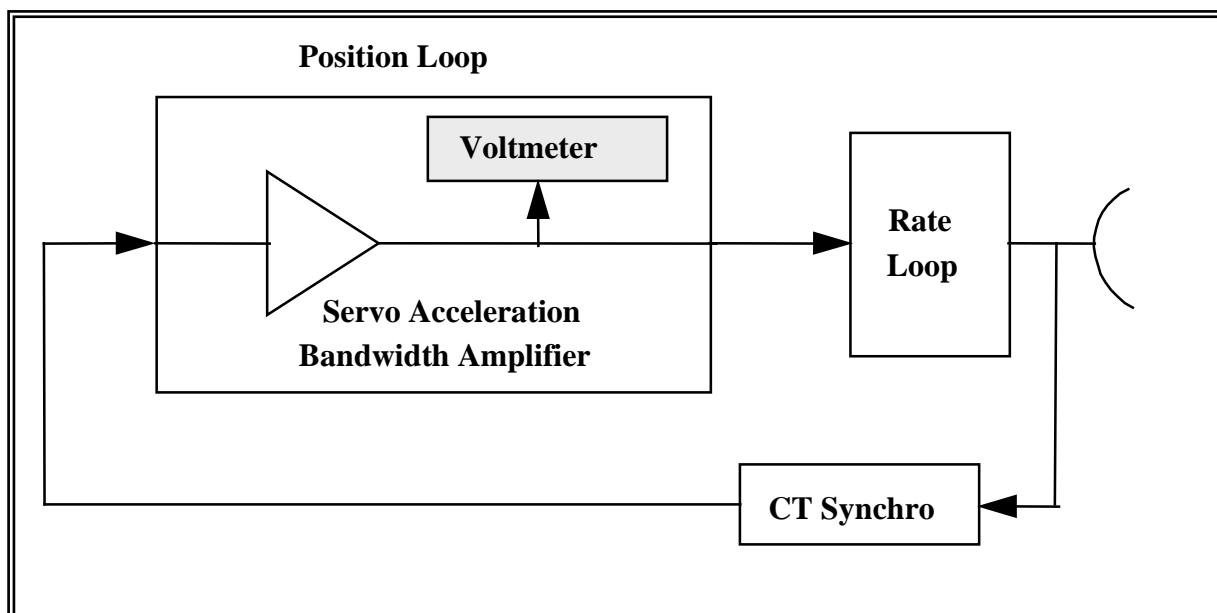 Position Loop
Voltmeter
Servo Acceleration
Bandwidth Amplifier
Rate
Loop
CT Synchro